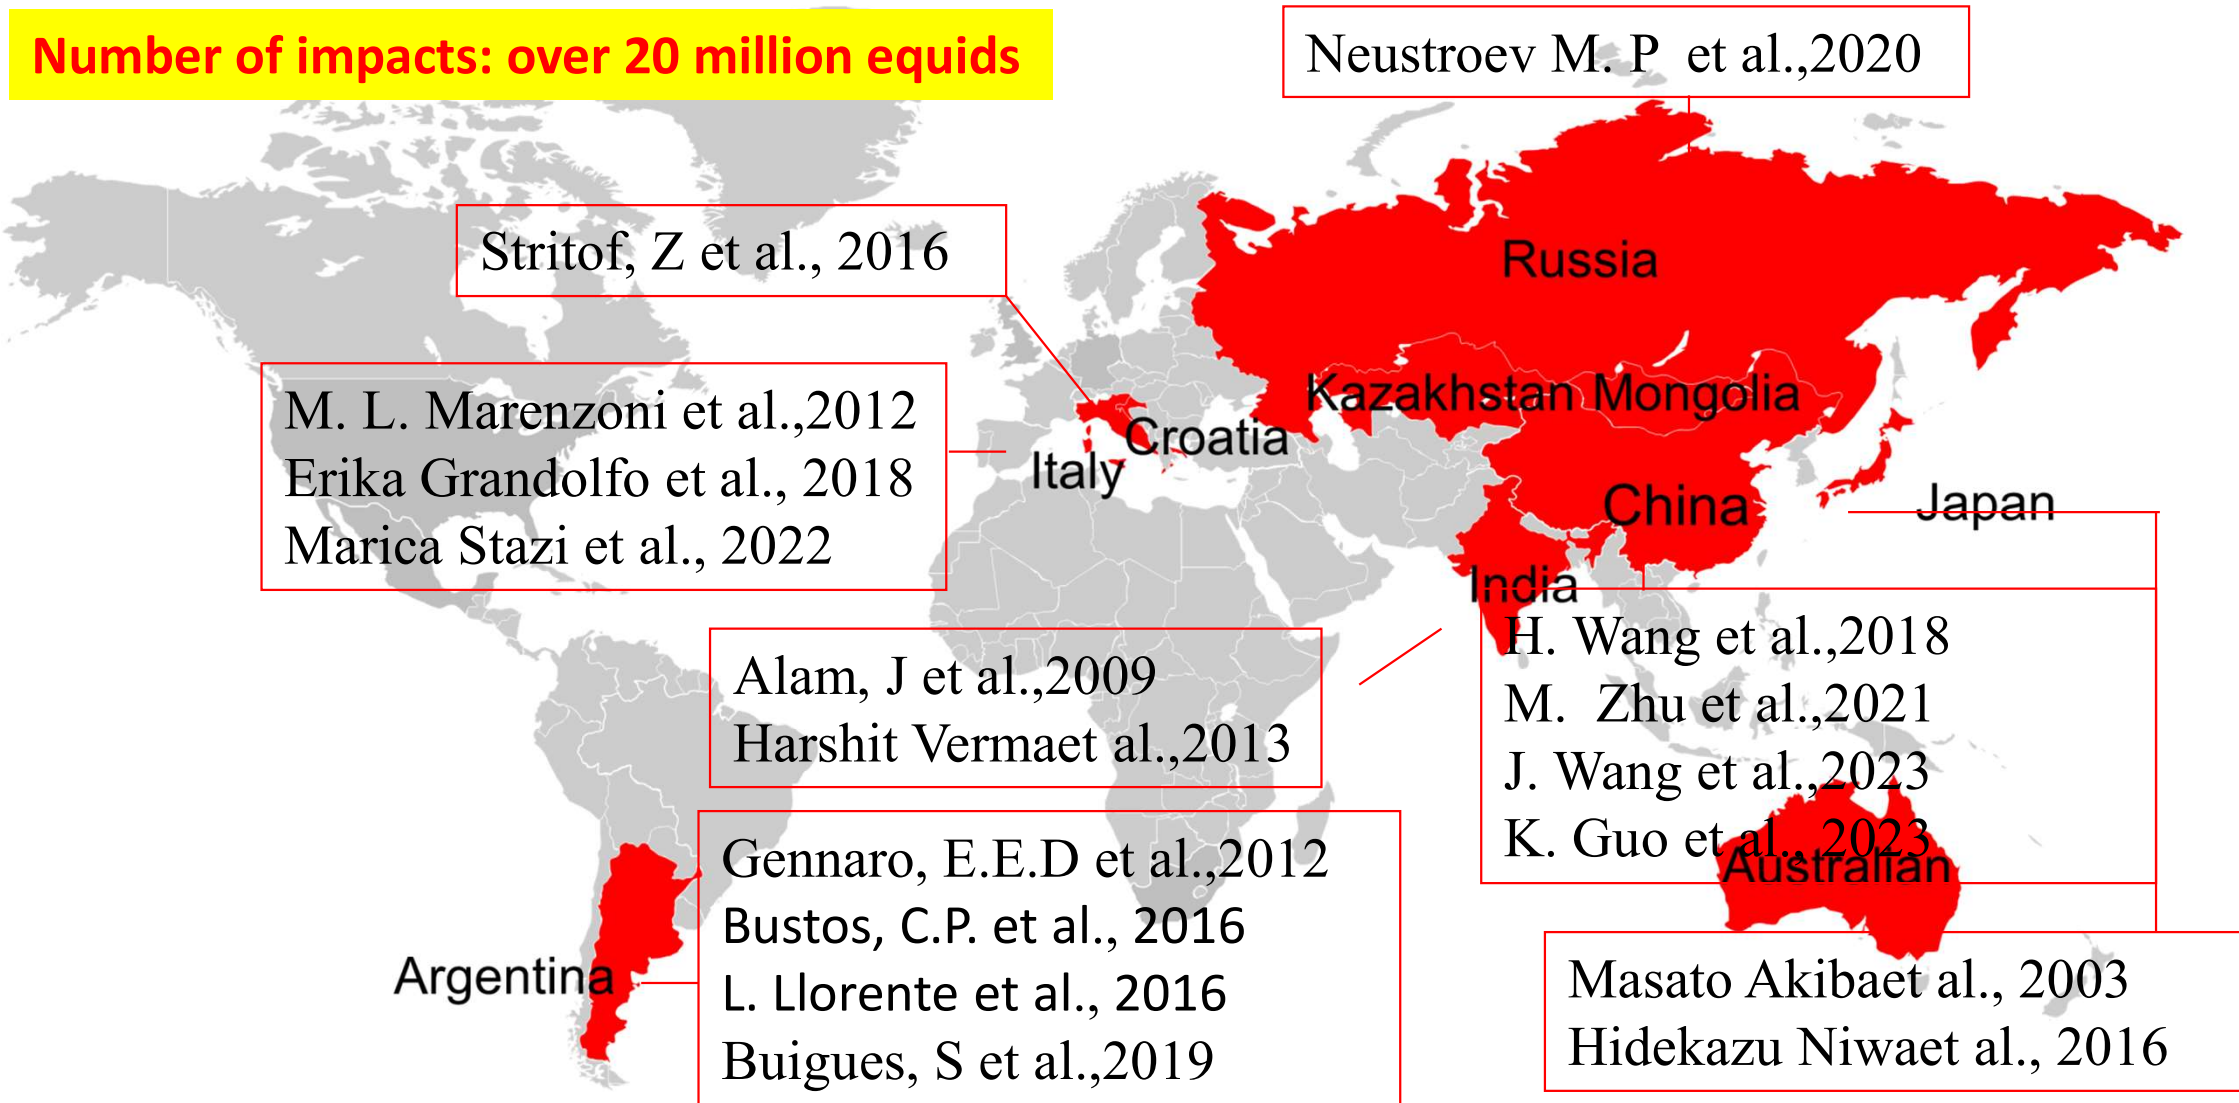 Number of impacts: over 20 million equids
Neustroev M. P et al.,2020
Stritof, Z et al., 2016
Russia
M. L. Marenzoni et al.,2012
Erika Grandolfo et al., 2018
Marica Stazi et al., 2022
Kazakhstan
Mongolia
Croatia
Italy
China
Japan
India
Alam, J et al.,2009
Harshit Vermaet al.,2013
H. Wang et al.,2018
M. Zhu et al.,2021
J. Wang et al.,2023
K. Guo et al., 2023
Australian
Argentina
Gennaro, E.E.D et al.,2012
Bustos, C.P. et al., 2016
L. Llorente et al., 2016
Buigues, S et al.,2019
Masato Akibaet al., 2003
Hidekazu Niwaet al., 2016